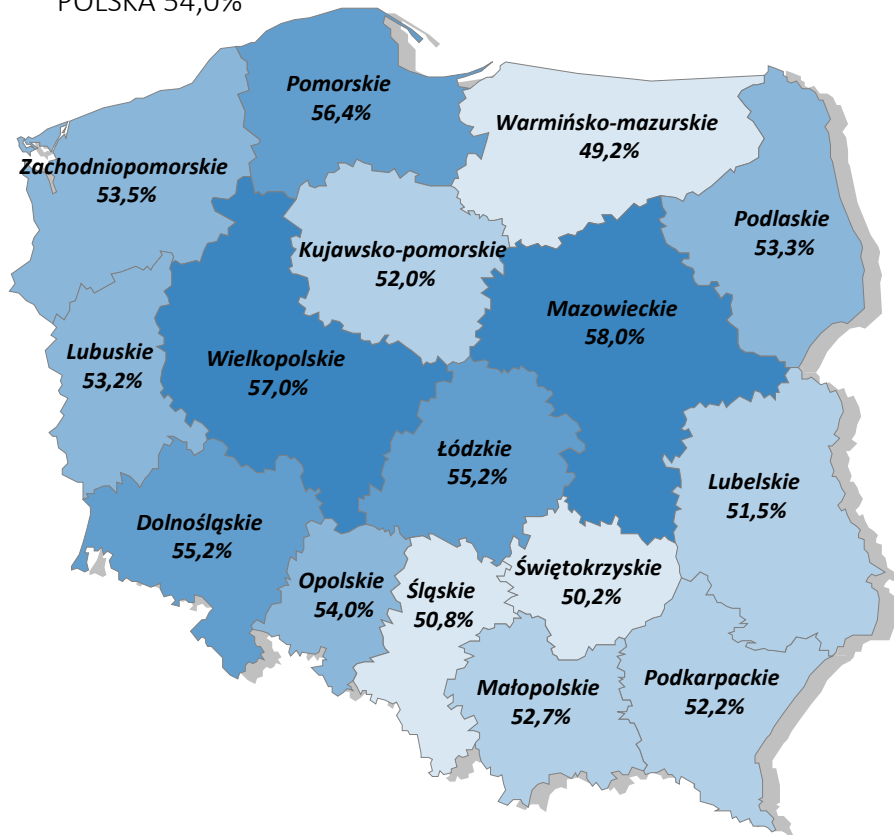 POLSKA 54,0%
Pomorskie
56,4%
Warmińsko-mazurskie
49,2%
Zachodniopomorskie
53,5%
Podlaskie
53,3%
Kujawsko-pomorskie
52,0%
Mazowieckie
58,0%
Lubuskie
53,2%
Wielkopolskie
57,0%
Łódzkie
55,2%
Lubelskie
51,5%
Dolnośląskie
55,2%
Opolskie
54,0%
Śląskie
50,8%
Świętokrzyskie
50,2%
Małopolskie
52,7%
Podkarpackie
52,2%